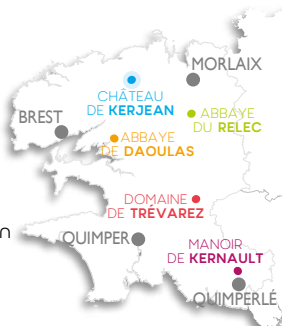 MORLAIX
CHÂTEAU
DE KERJEAN
ABBAYE
DU RELEC
BREST
ABBAYE
DE DAOULAS
DOMAINE
DE TRÉVAREZ
n
QUIMPER
MANOIR
DE KERNAULT
QUIMPERLÉ